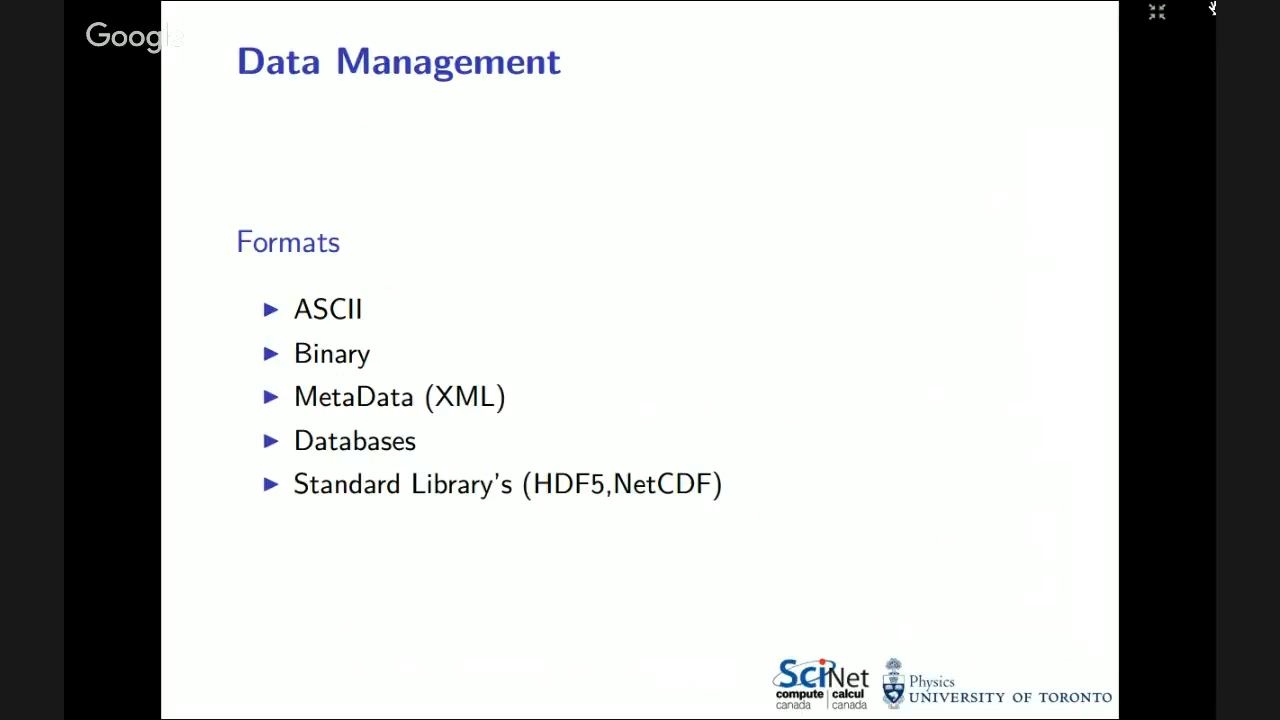 Google
Data Management
Formats
ASCII
Binary
MetaData (XML)
Databases
Standard Library's (HDF5,NetCDF)
SciNet
compute | calcul
canada | canada
Physics
UNIVERSITY OF TORONTO